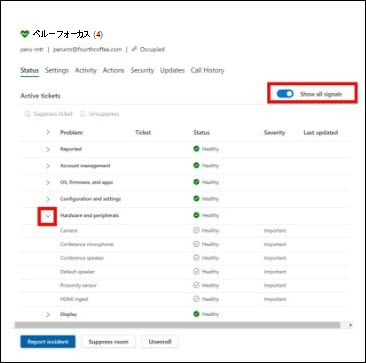 ペルーフォーカス (4)
peru-mtr | perurm@fourthcoffee.com | Occupied
Status Settings Activity Actions Security Updates Call History
Active tickets
Show all signals
Suppress ticket Unsuppress
Problem Ticket Status Severity Last updated
Reported Healthy
Account management Healthy
OS, firmware, and apps Healthy
Configuration and settings Healthy
Hardware and peripherals Healthy
Camera Healthy Important
Conference microphone Healthy Important
Conference speaker Healthy Important
Default speaker Healthy Important
Proximity sensor Healthy Important
HDMI ingest Healthy Important
Display Healthy
Report incident Suppress room Unenroll